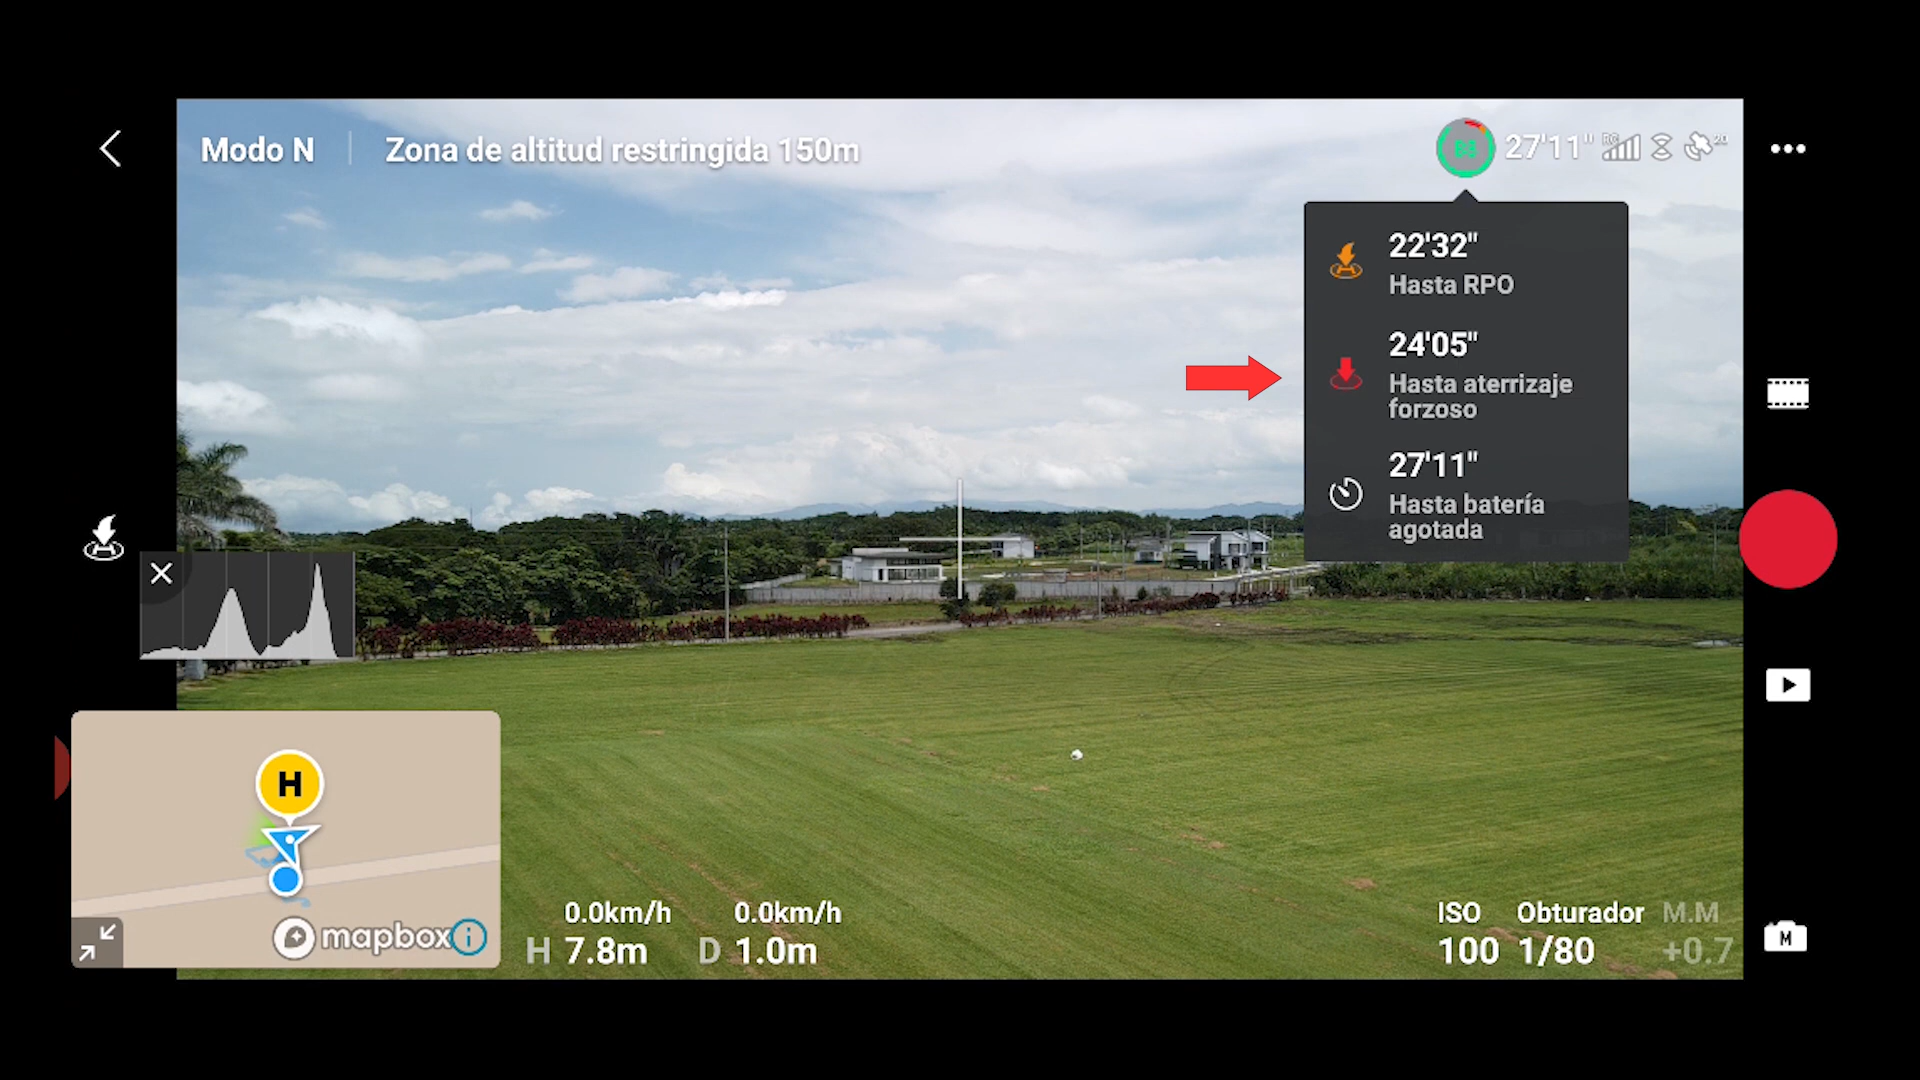 Modo N
Zona de altitud restringida 150m
27'11"
RC
20
22'32"
Hasta RPO
24'05"
Hasta aterrizaje
forzoso
27'11"
Hasta batería
agotada
H
mapbox
i
0.0km/h 0.0km/h
H 7.8m D 1.0m
ISO Obturador M.M
100 1/80 +0.7
M